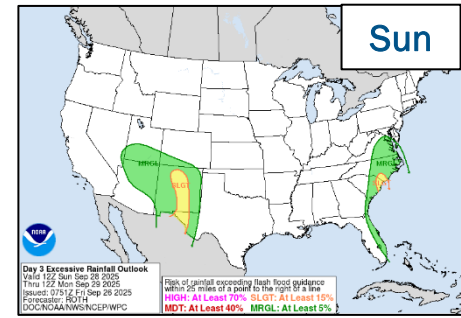 Sun
MRGL
SLGT
MRGL
SLGT
NOAA
Day 3 Excessive Rainfall Outlook
Valid 12Z Sun Sep 28 2025
Thru 12Z Mon Sep 29 2025
Issued: 0751Z Fri Sep 26 2025
Forecaster: ROTH
DOC/NOAA/NWS/NCEP/WPC
Risk of rainfall exceeding flash flood guidance
within 25 miles of a point to the right of a line
HIGH: At Least 70% SLGT: At Least 15%
MDT: At Least 40% MRGL: At Least 5%